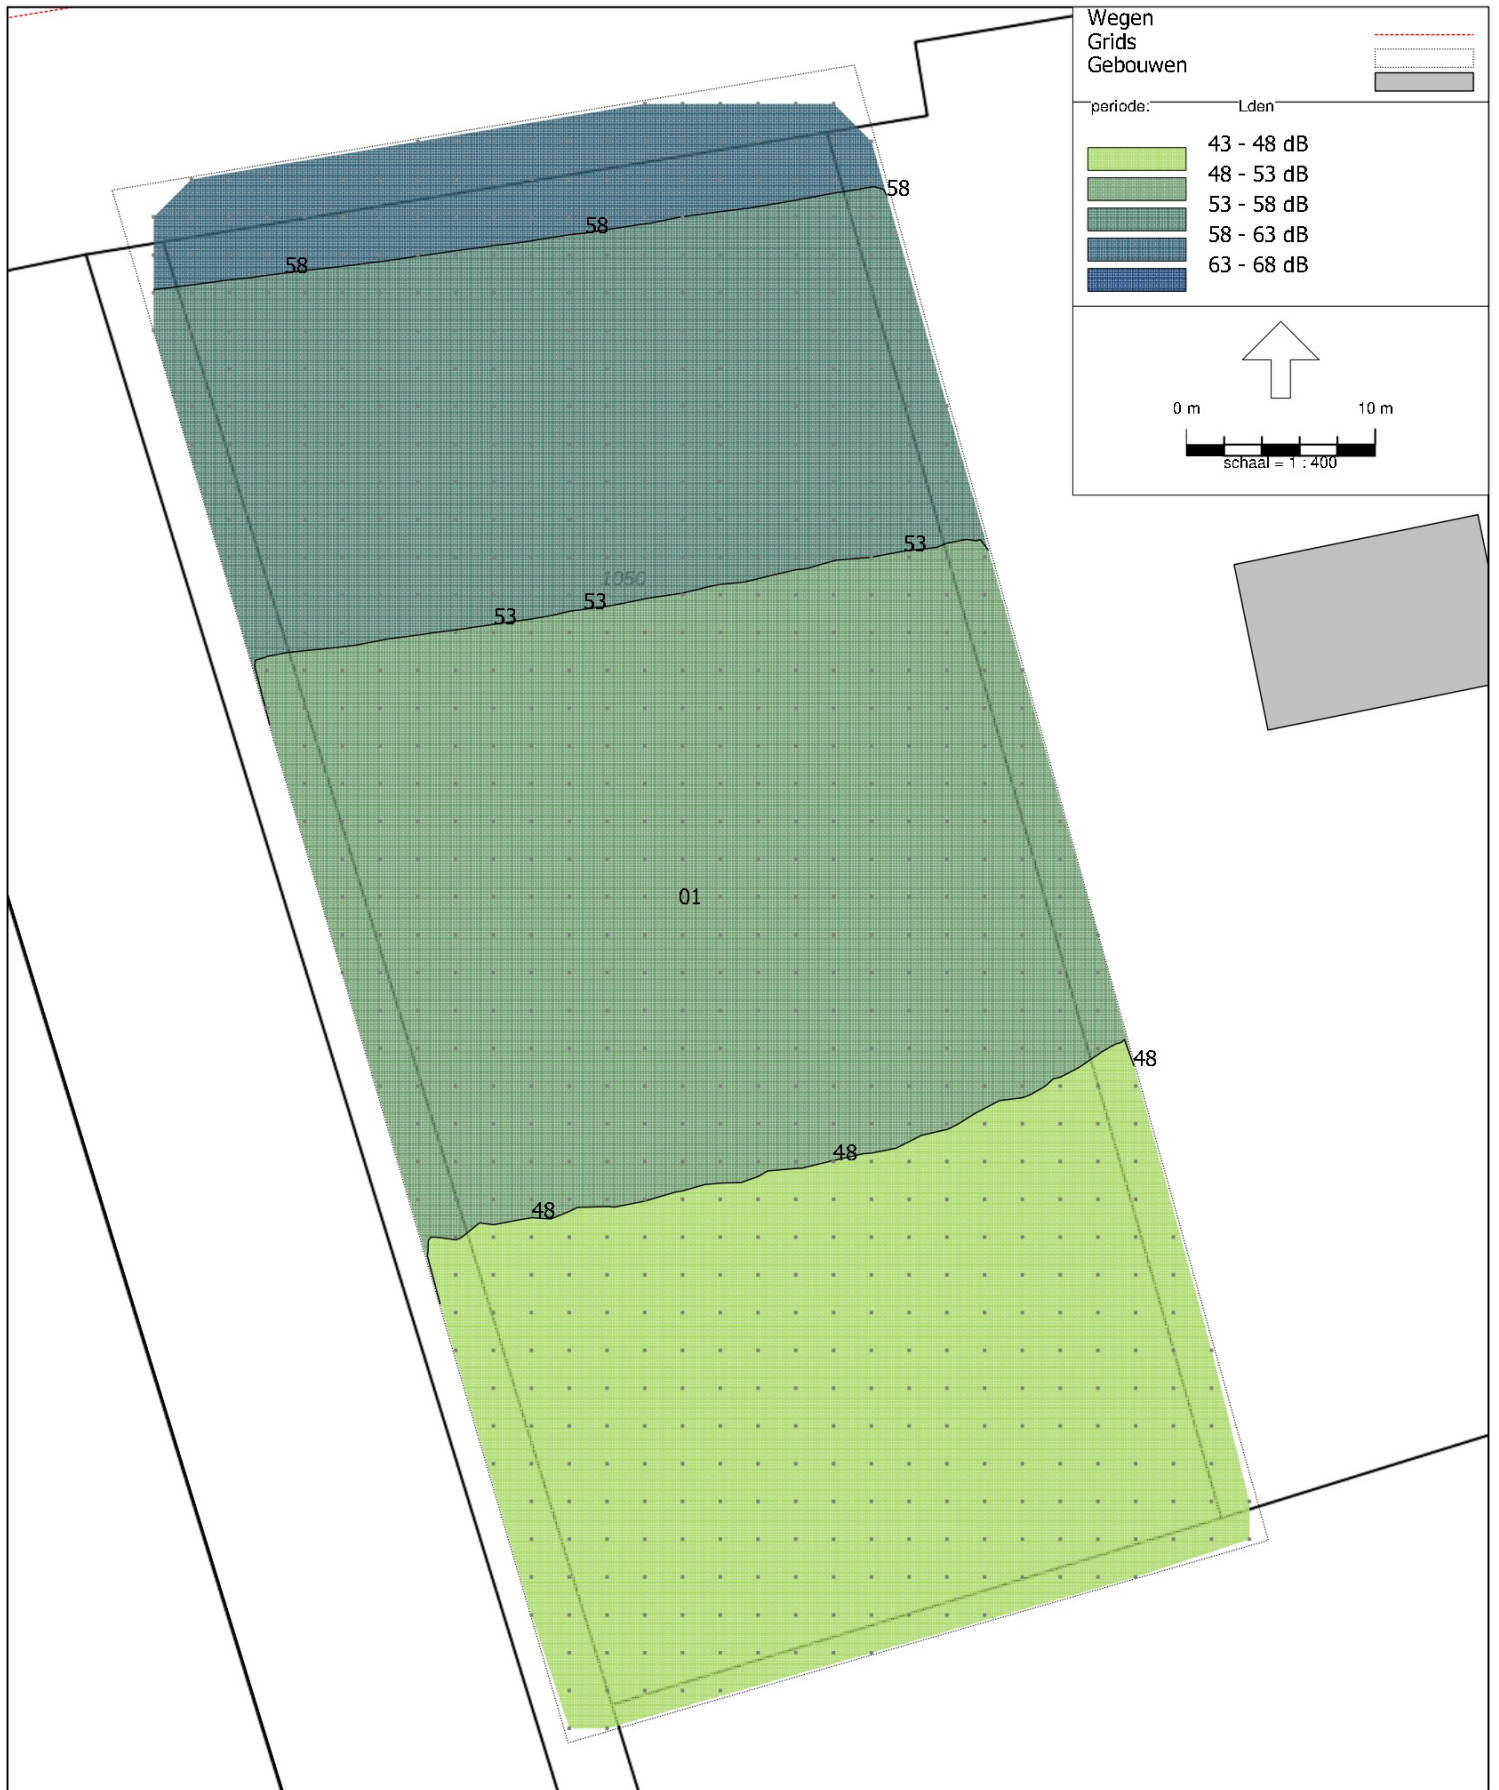 Wegen
Grids
Gebouwen
periode: Lden
43 - 48 dB
48 - 53 dB
53 - 58 dB
58 - 63 dB
63 - 68 dB
0 m 10 m
schaal = 1 : 400
58
58
58
53
1050
53
53
01
48
48
48